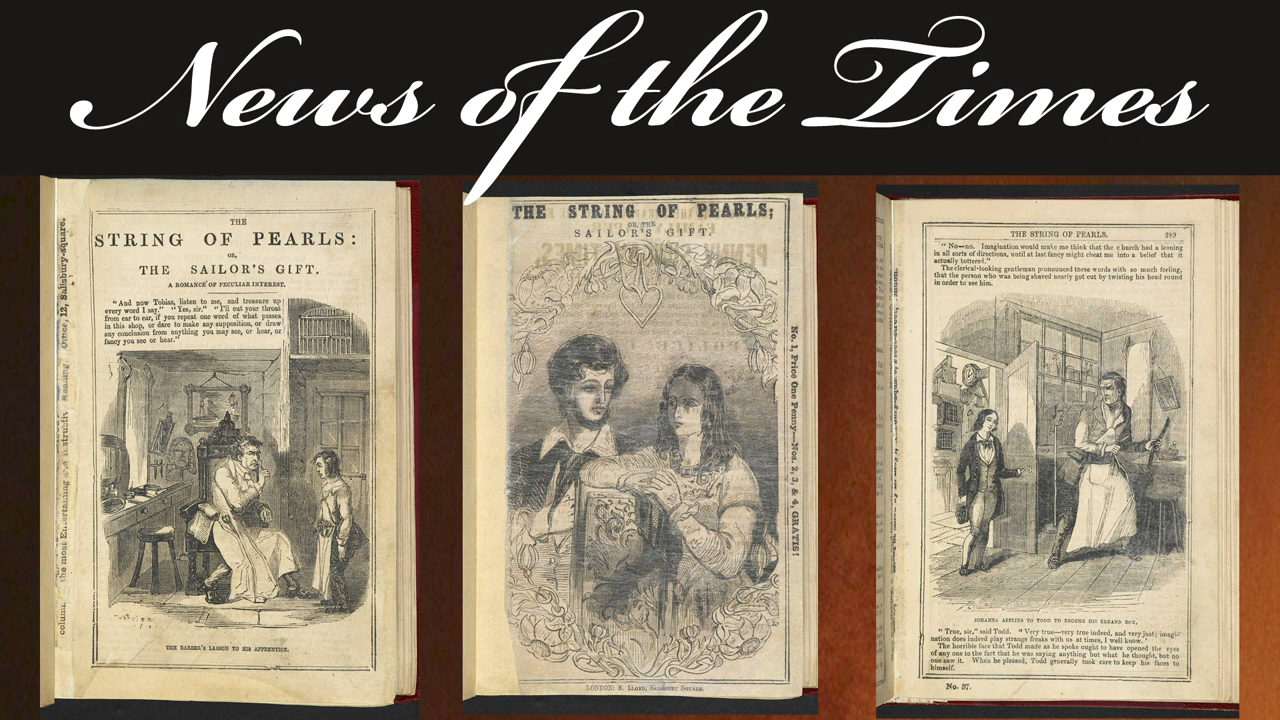 News of the Times
Office, 12, Salisbury-square.
the most Entertaining
Reading
column
THE
STRING OF PEARLS:
OR,
THE SAILOR'S GIFT.
A ROMANCE OF PECULIAR INTEREST.
"And now Tobias, listen to me, and treasure up
every word I say." "Yes, sir." "I'll cut your throat
from ear to ear, if you repeat one word of what passes
in this shop, or dare to make any supposition, or draw
any conclusion from anything you may see, or hear, or
fancy you see or hear."
THE BARBER'S LESSON TO HIS APPRENTICE.
THE STRING OF PEARLS;
OR, THE
SAILOR'S GIFT.
No. 1, Price One Penny—Nos. 2, 3, & 4, GRATIS!
LONDON: E. LLOYD, SALISBURY SQUARE.
THE STRING OF PEARLS. 289
"No—no. Imagination would make me think that the church had a leaning
in all sorts of directions, until at last fancy might cheat me into a belief that it
actually tottered."
The clerical-looking gentleman pronounced these words with so much feeling,
that the person who was being shaved nearly got cut by twisting his head round
in order to see him.
JOHANNA APPLIES TO TODD TO BECOME HIS ERRAND BOY.
"True, sir," said Todd. "Very true—very true indeed, and very just; imagi-
nation does indeed play strange freaks with us at times, I well know."
The horrible face that Todd made as he spoke ought to have opened the eyes
of any one to the fact that he was saying anything but what he thought, but no
one saw it. When he pleased, Todd generally took care to keep his faces to
himself.
No. 37.